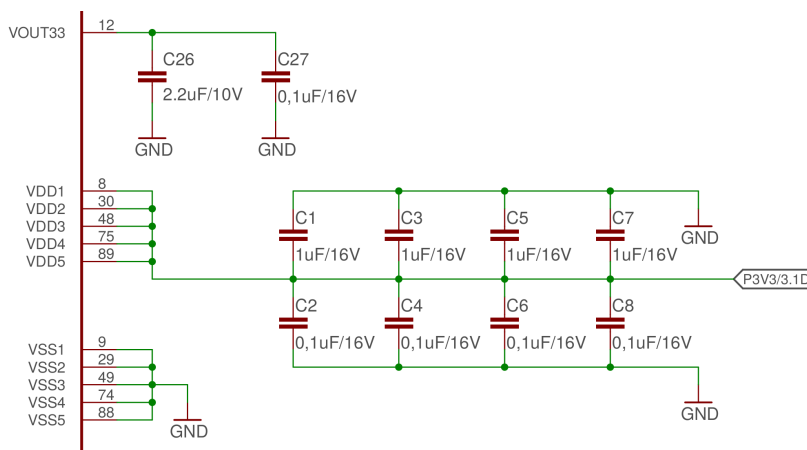 VOUT33 12
C26
2.2uF/10V
GND
C27
0,1uF/16V
GND
VDD1 8
VDD2 30
VDD3 48
VDD4 75
VDD5 89
C1
1uF/16V
C3
1uF/16V
C5
1uF/16V
C7
1uF/16V
GND
P3V3/3.1D
C2
0,1uF/16V
C4
0,1uF/16V
C6
0,1uF/16V
C8
0,1uF/16V
GND
VSS1 9
VSS2 29
VSS3 49
VSS4 74
VSS5 88
GND